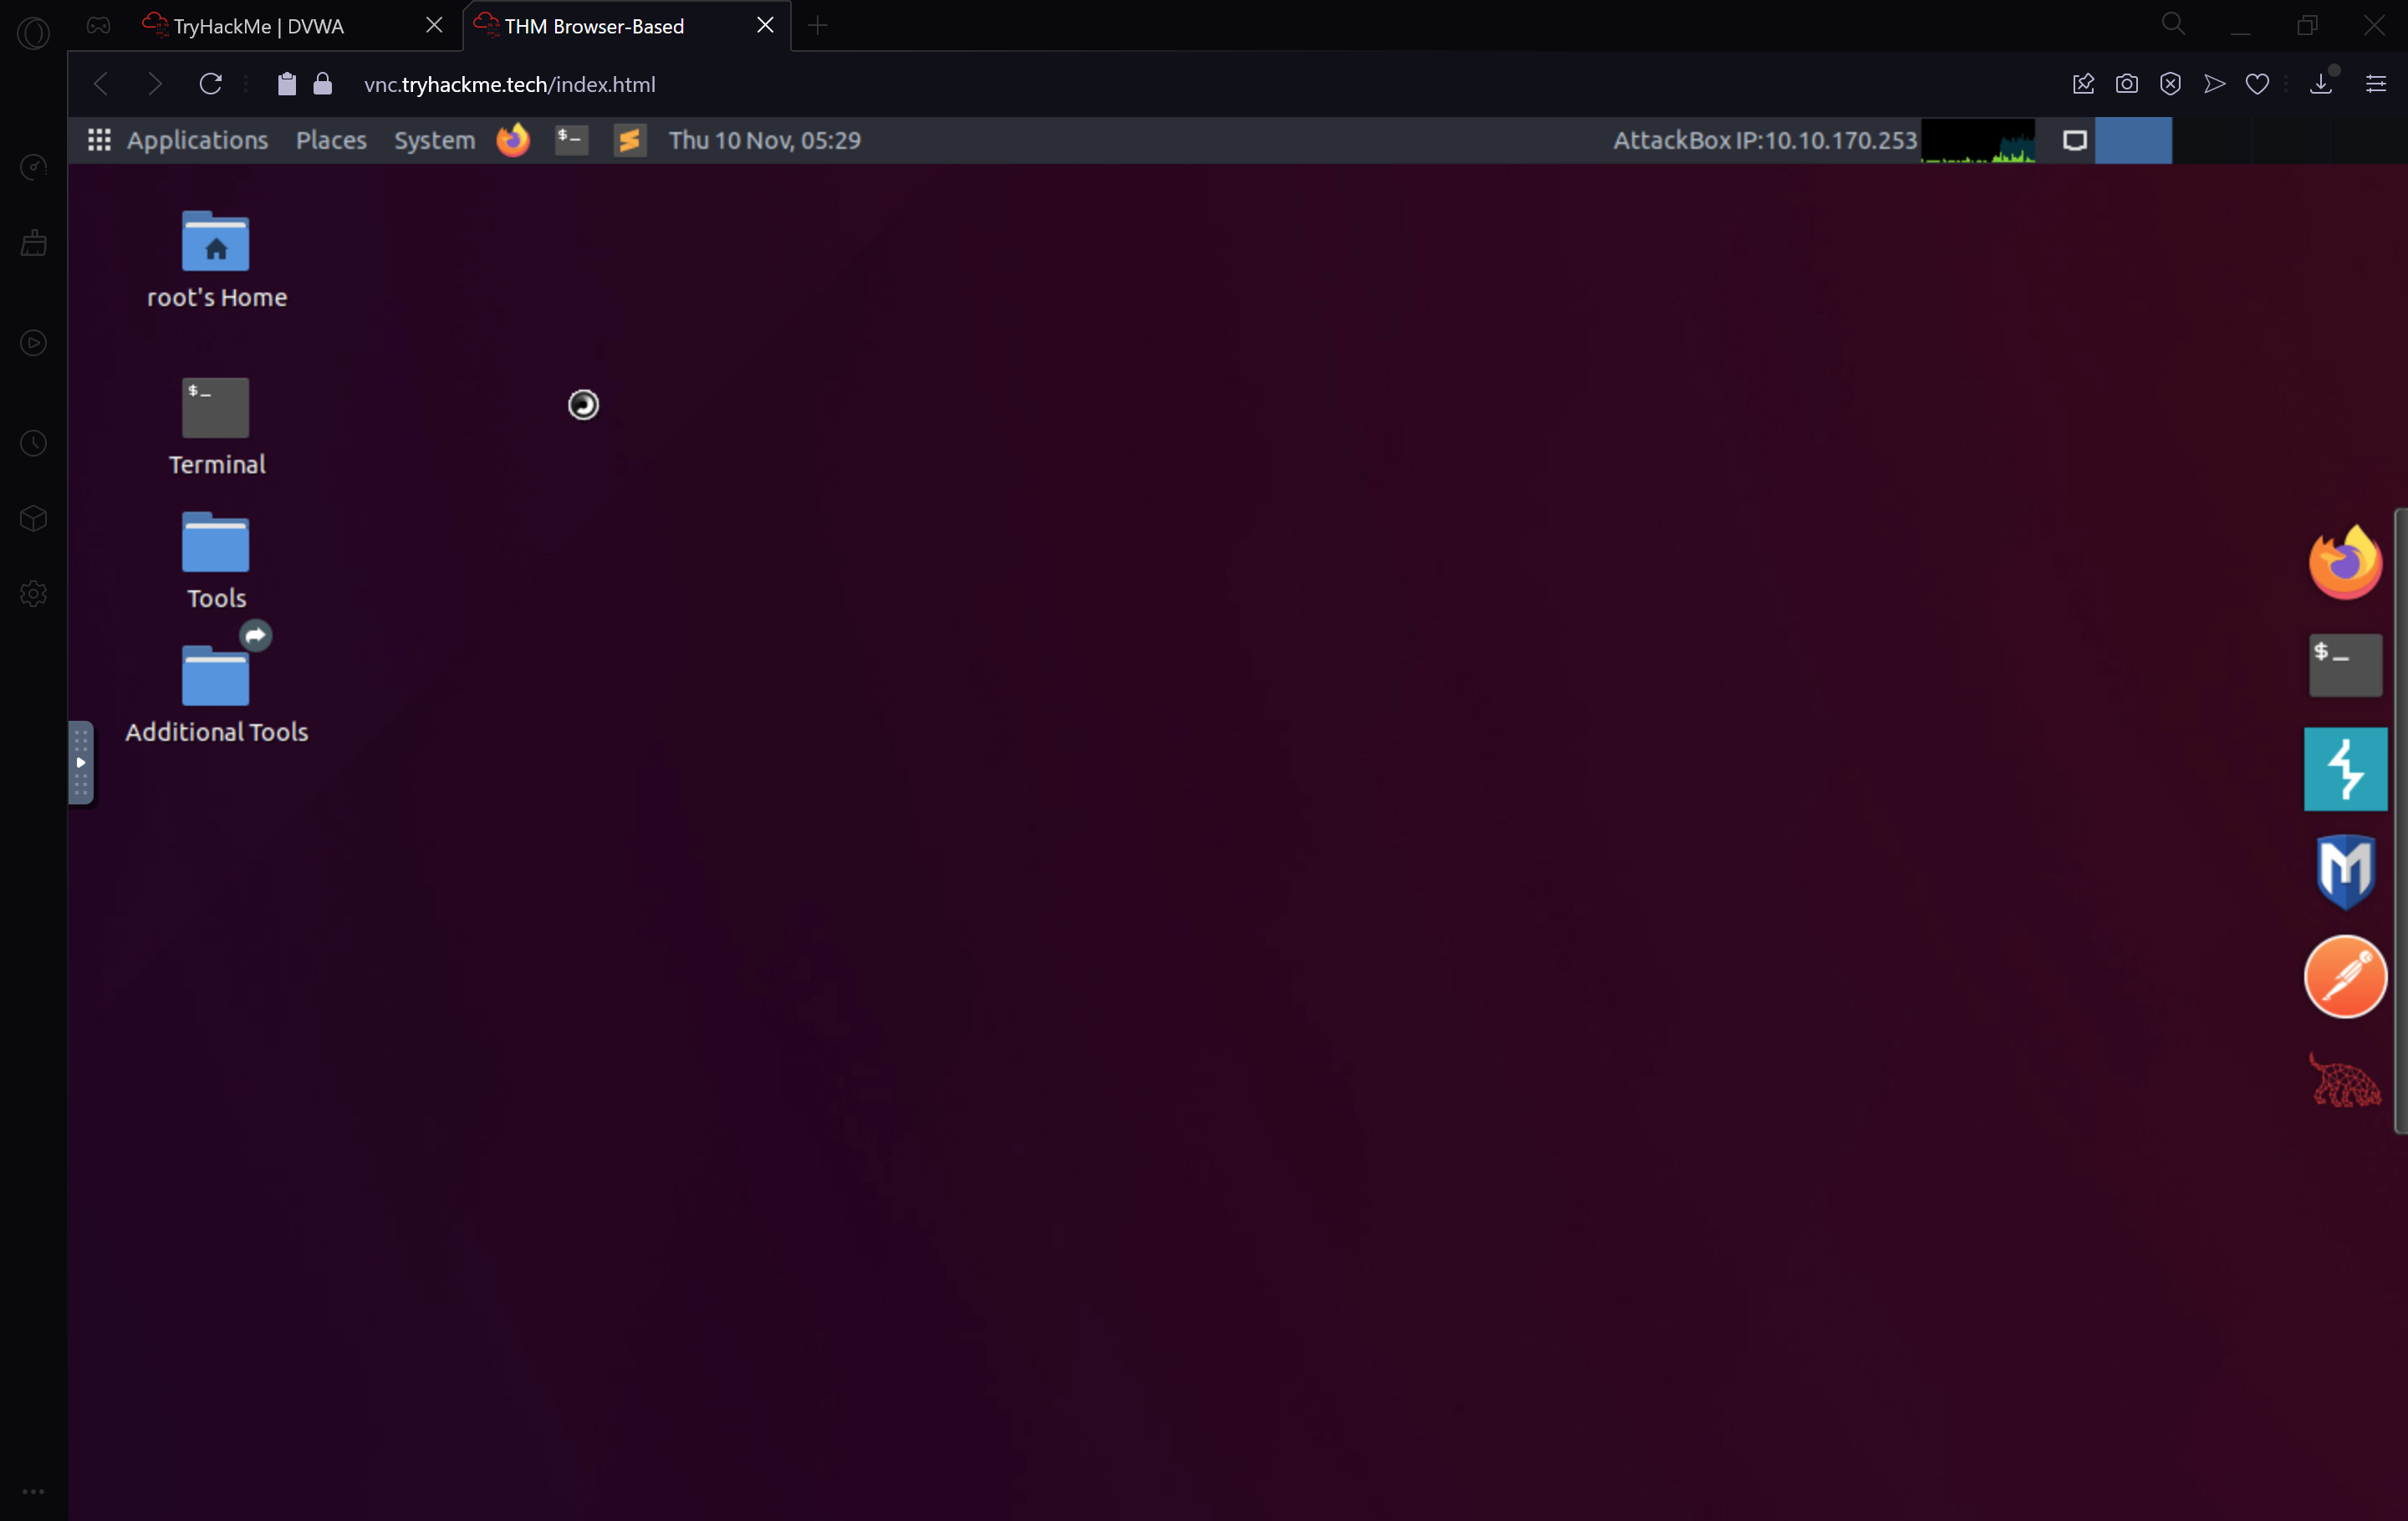 TryHackMe | DVWA
THM Browser-Based
vnc.tryhackme.tech/index.html
Applications Places System $_ Thu 10 Nov, 05:29 AttackBox IP:10.10.170.253
root's Home
$_
Terminal
Tools
Additional Tools
$_